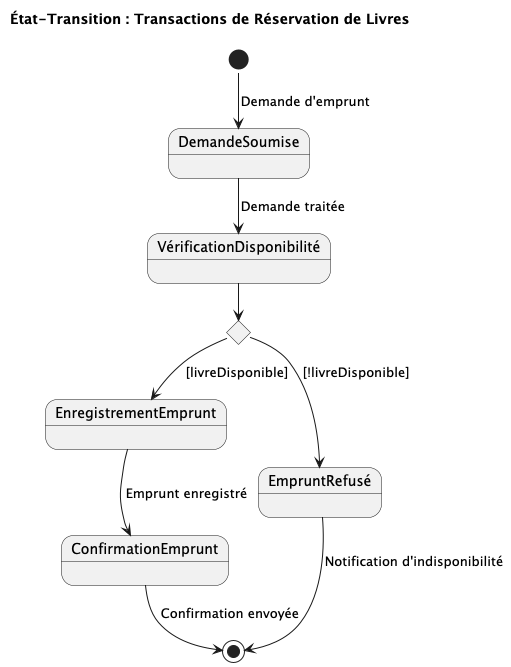 État-Transition : Transactions de Réservation de Livres
Demande d'emprunt
DemandeSoumise
Demande traitée
VérificationDisponibilité
[livreDisponible]
[!livreDisponible]
EnregistrementEmprunt
EmpruntRefusé
Emprunt enregistré
ConfirmationEmprunt
Notification d'indisponibilité
Confirmation envoyée